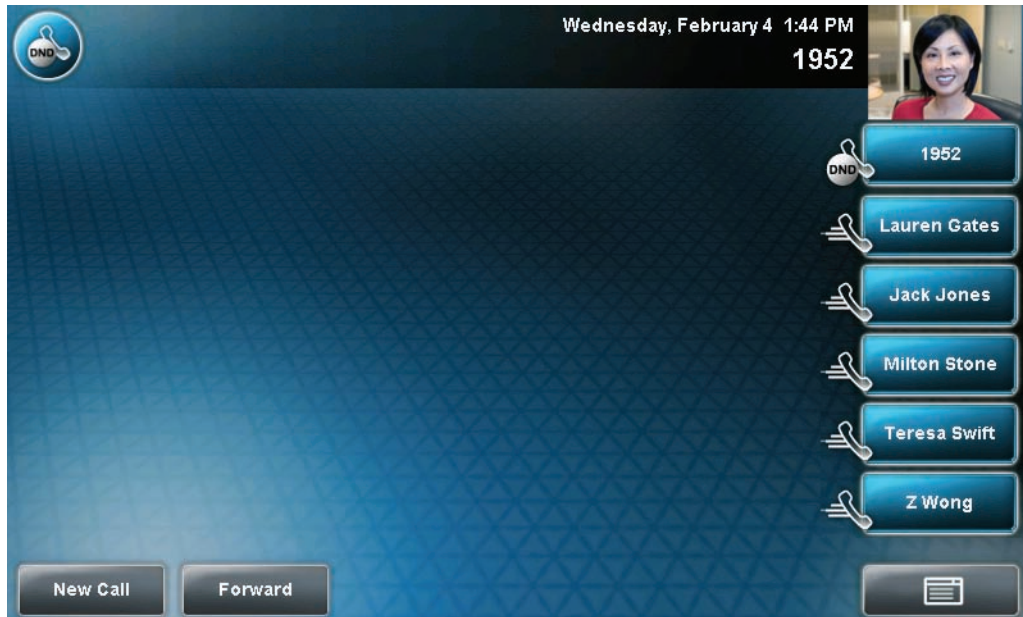 DND
Wednesday, February 4 1:44 PM
1952
DND
1952
Lauren Gates
Jack Jones
Milton Stone
Teresa Swift
Z Wong
New Call
Forward